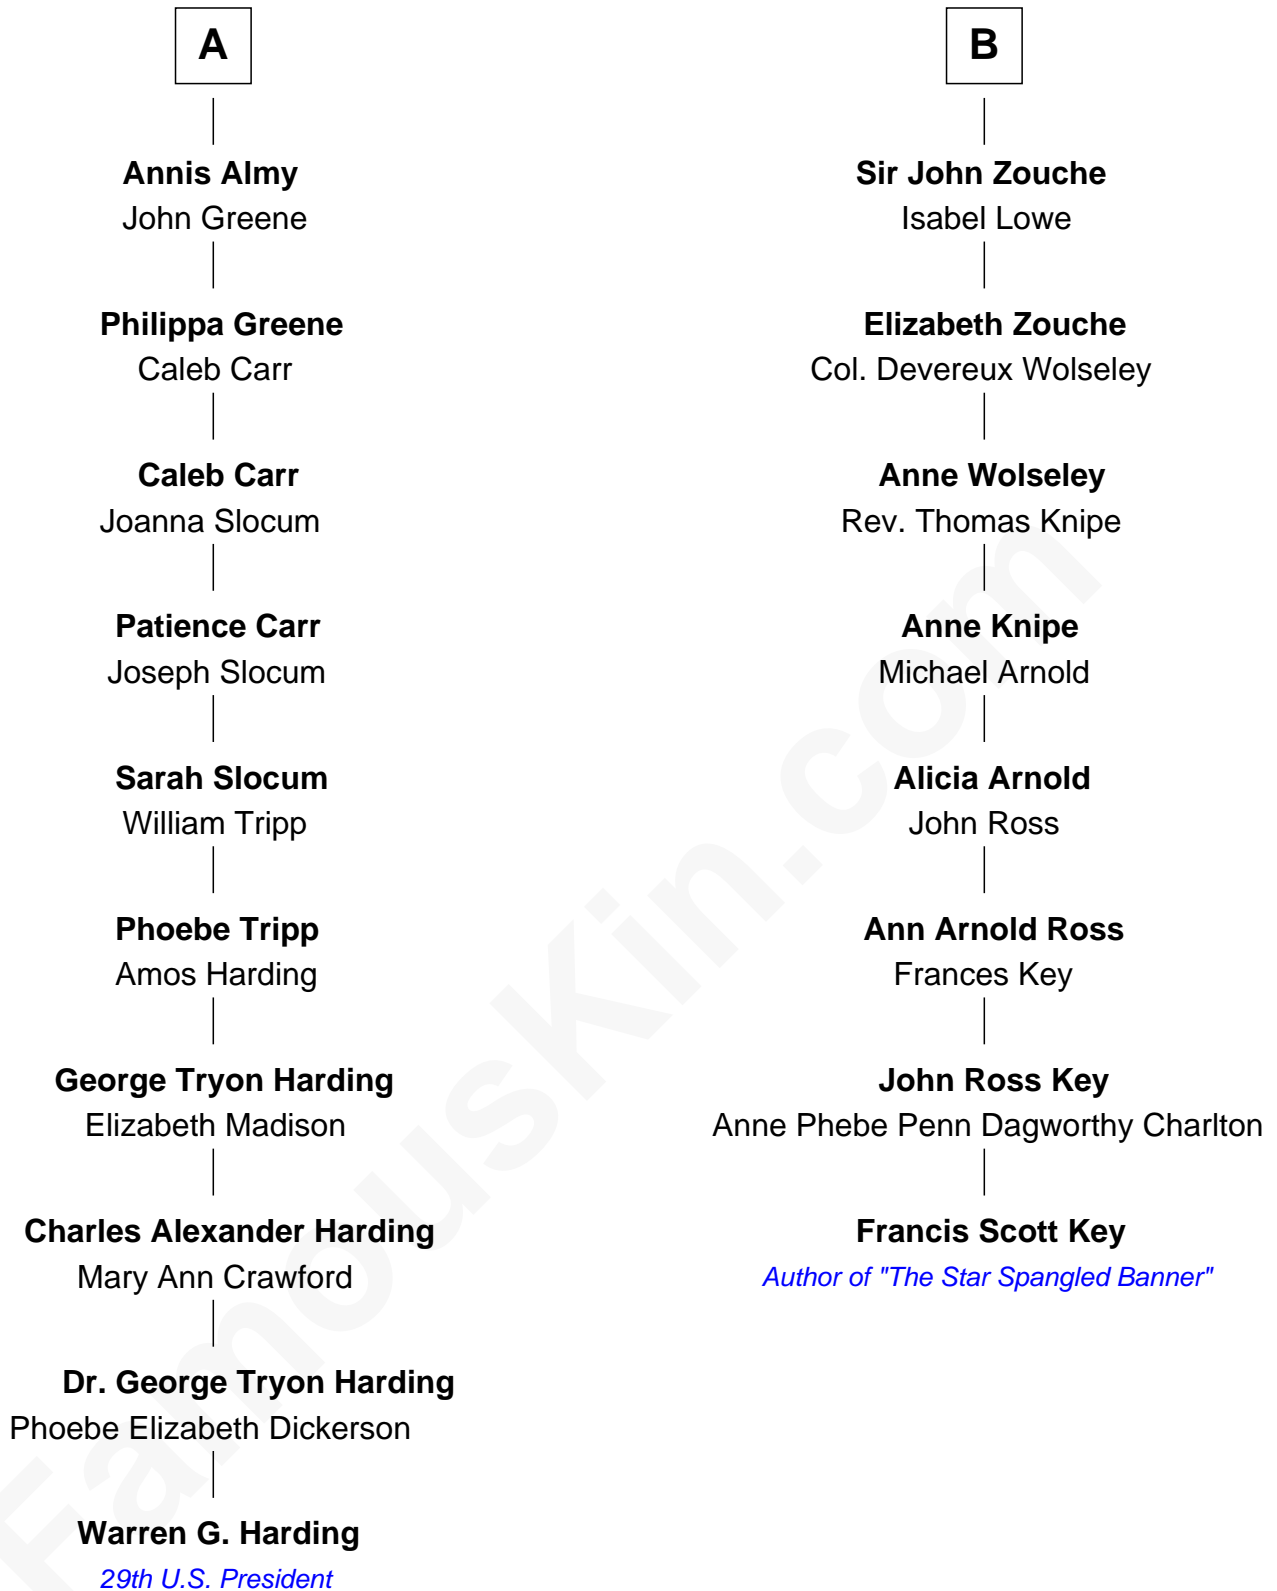 A
Annis Almy
John Greene
Philippa Greene
Caleb Carr
Caleb Carr
Joanna Slocum
Patience Carr
Joseph Slocum
Sarah Slocum
William Tripp
Phoebe Tripp
Amos Harding
George Tryon Harding
Elizabeth Madison
Charles Alexander Harding
Mary Ann Crawford
Dr. George Tryon Harding
Phoebe Elizabeth Dickerson
Warren G. Harding
29th U.S. President
B
Sir John Zouche
Isabel Lowe
Elizabeth Zouche
Col. Devereux Wolseley
Anne Wolseley
Rev. Thomas Knipe
Anne Knipe
Michael Arnold
Alicia Arnold
John Ross
Ann Arnold Ross
Frances Key
John Ross Key
Anne Phebe Penn Dagworthy Charlton
Francis Scott Key
Author of "The Star Spangled Banner"
FamousKin.com